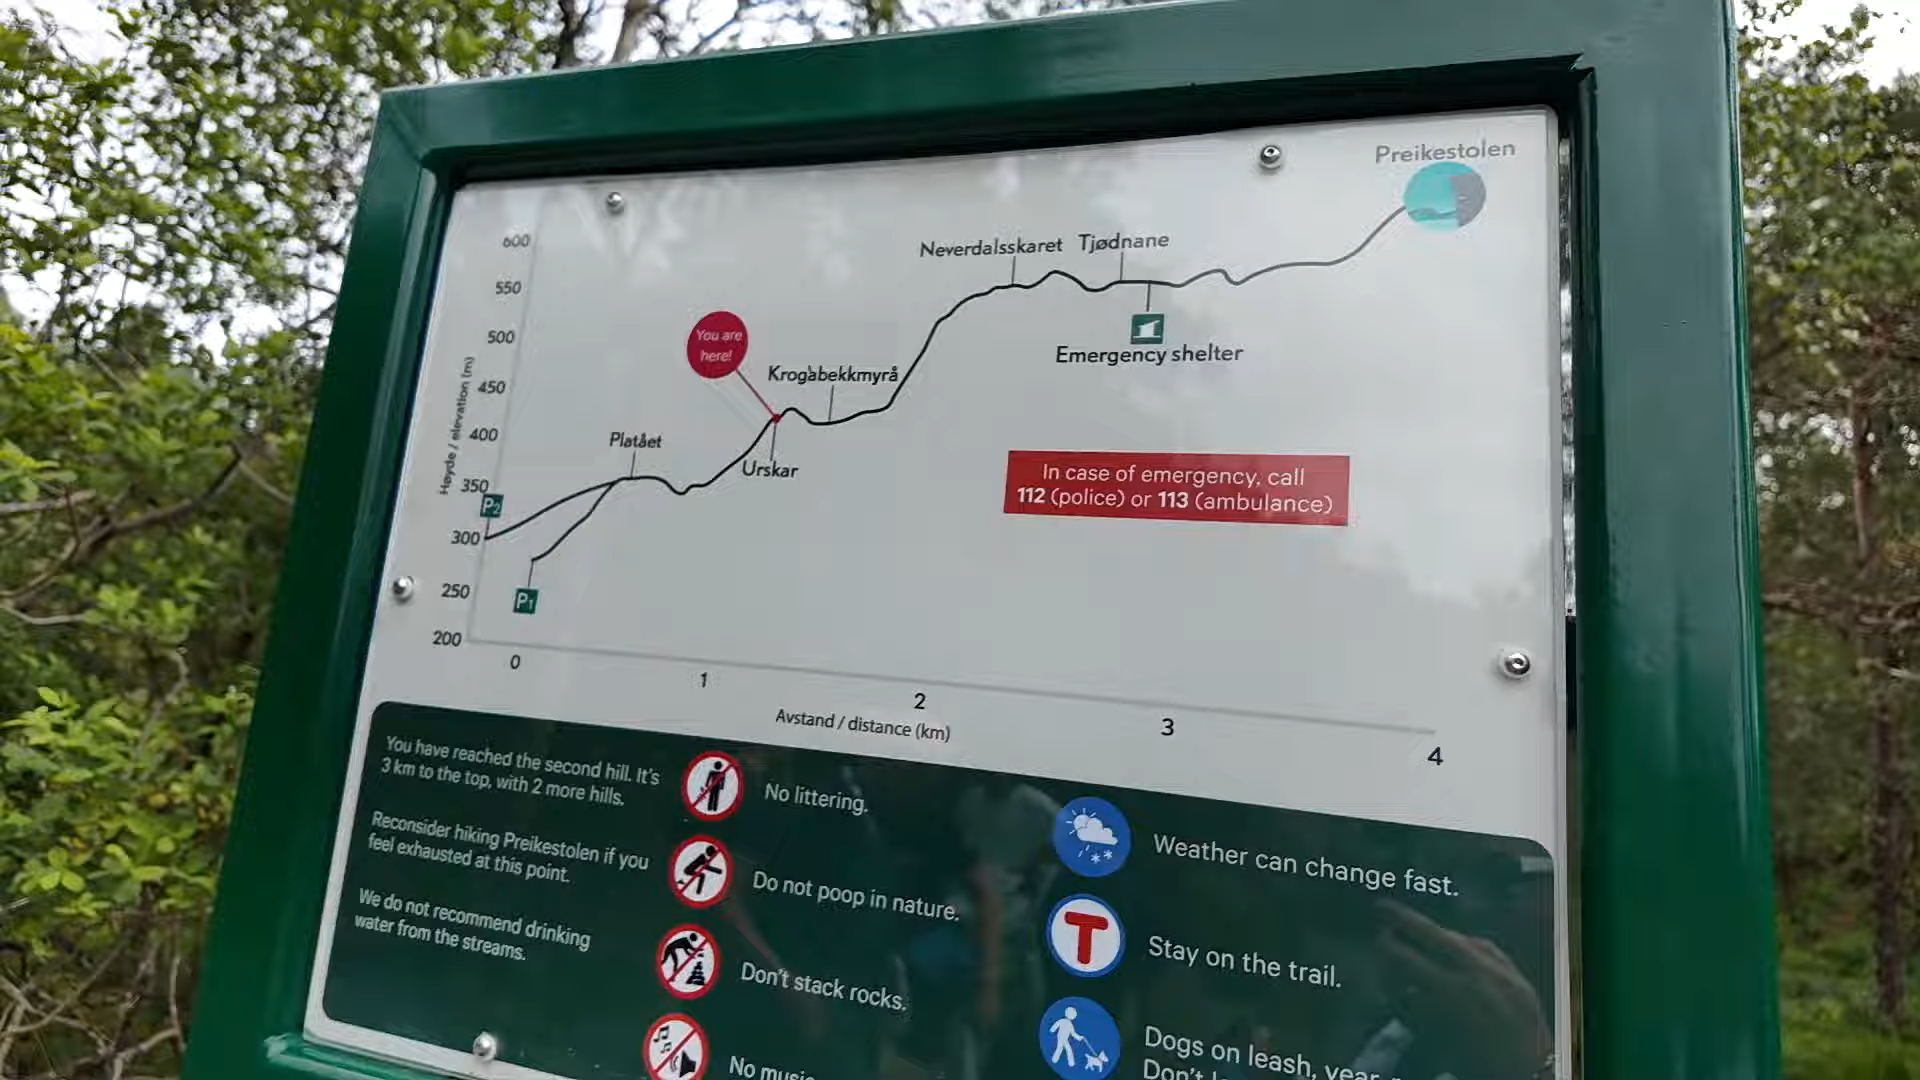 Preikestolen
Neverdalsskaret Tjødnane
600
550
500
450
400
350
300
250
200
Høyde / elevation (m)
You are
here!
Krogabekkmyrå
Emergency shelter
Platået
Urskar
In case of emergency, call
112 (police) or 113 (ambulance)
P2
P1
0
1
2
3
4
Avstand / distance (km)
You have reached the second hill. It's
3 km to the top, with 2 more hills.
Reconsider hiking Preikestolen if you
feel exhausted at this point.
We do not recommend drinking
water from the streams.
No littering.
Do not poop in nature.
Don't stack rocks.
No music
Weather can change fast.
T
Stay on the trail.
Dogs on leash,